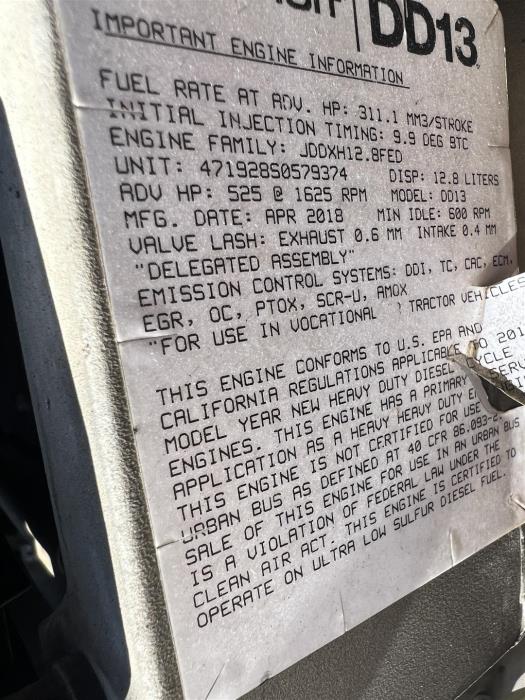 DD13
IMPORTANT ENGINE INFORMATION
FUEL RATE AT ADV. HP: 311.1 MM3/STROKE
INITIAL INJECTION TIMING: 9.9 DEG BTC
ENGINE FAMILY: JDDXH12.8FED
UNIT: 471928S0579374 DISP: 12.8 LITERS
ADV HP: 525 @ 1625 RPM MODEL: DD13
MFG. DATE: APR 2018 MIN IDLE: 600 RPM
VALVE LASH: EXHAUST 0.6 MM INTAKE 0.4 MM
"DELEGATED ASSEMBLY"
EMISSION CONTROL SYSTEMS: DDI, TC, CAC, ECM,
EGR, OC, PTOX, SCR-U, AMOX
"FOR USE IN VOCATIONAL TRACTOR VEHICLES
THIS ENGINE CONFORMS TO U.S. EPA AND
CALIFORNIA REGULATIONS APPLICABLE TO 201
MODEL YEAR NEW HEAVY DUTY DIESEL CYCLE
ENGINES. THIS ENGINE HAS A PRIMARY SERV
APPLICATION AS A HEAVY HEAVY DUTY E
THIS ENGINE IS NOT CERTIFIED FOR USE
URBAN BUS AS DEFINED AT 40 CFR 86.093-2
SALE OF THIS ENGINE FOR USE IN AN URBAN BUS
IS A VIOLATION OF FEDERAL LAW UNDER THE
CLEAN AIR ACT. THIS ENGINE IS CERTIFIED TO
OPERATE ON ULTRA LOW SULFUR DIESEL FUEL.